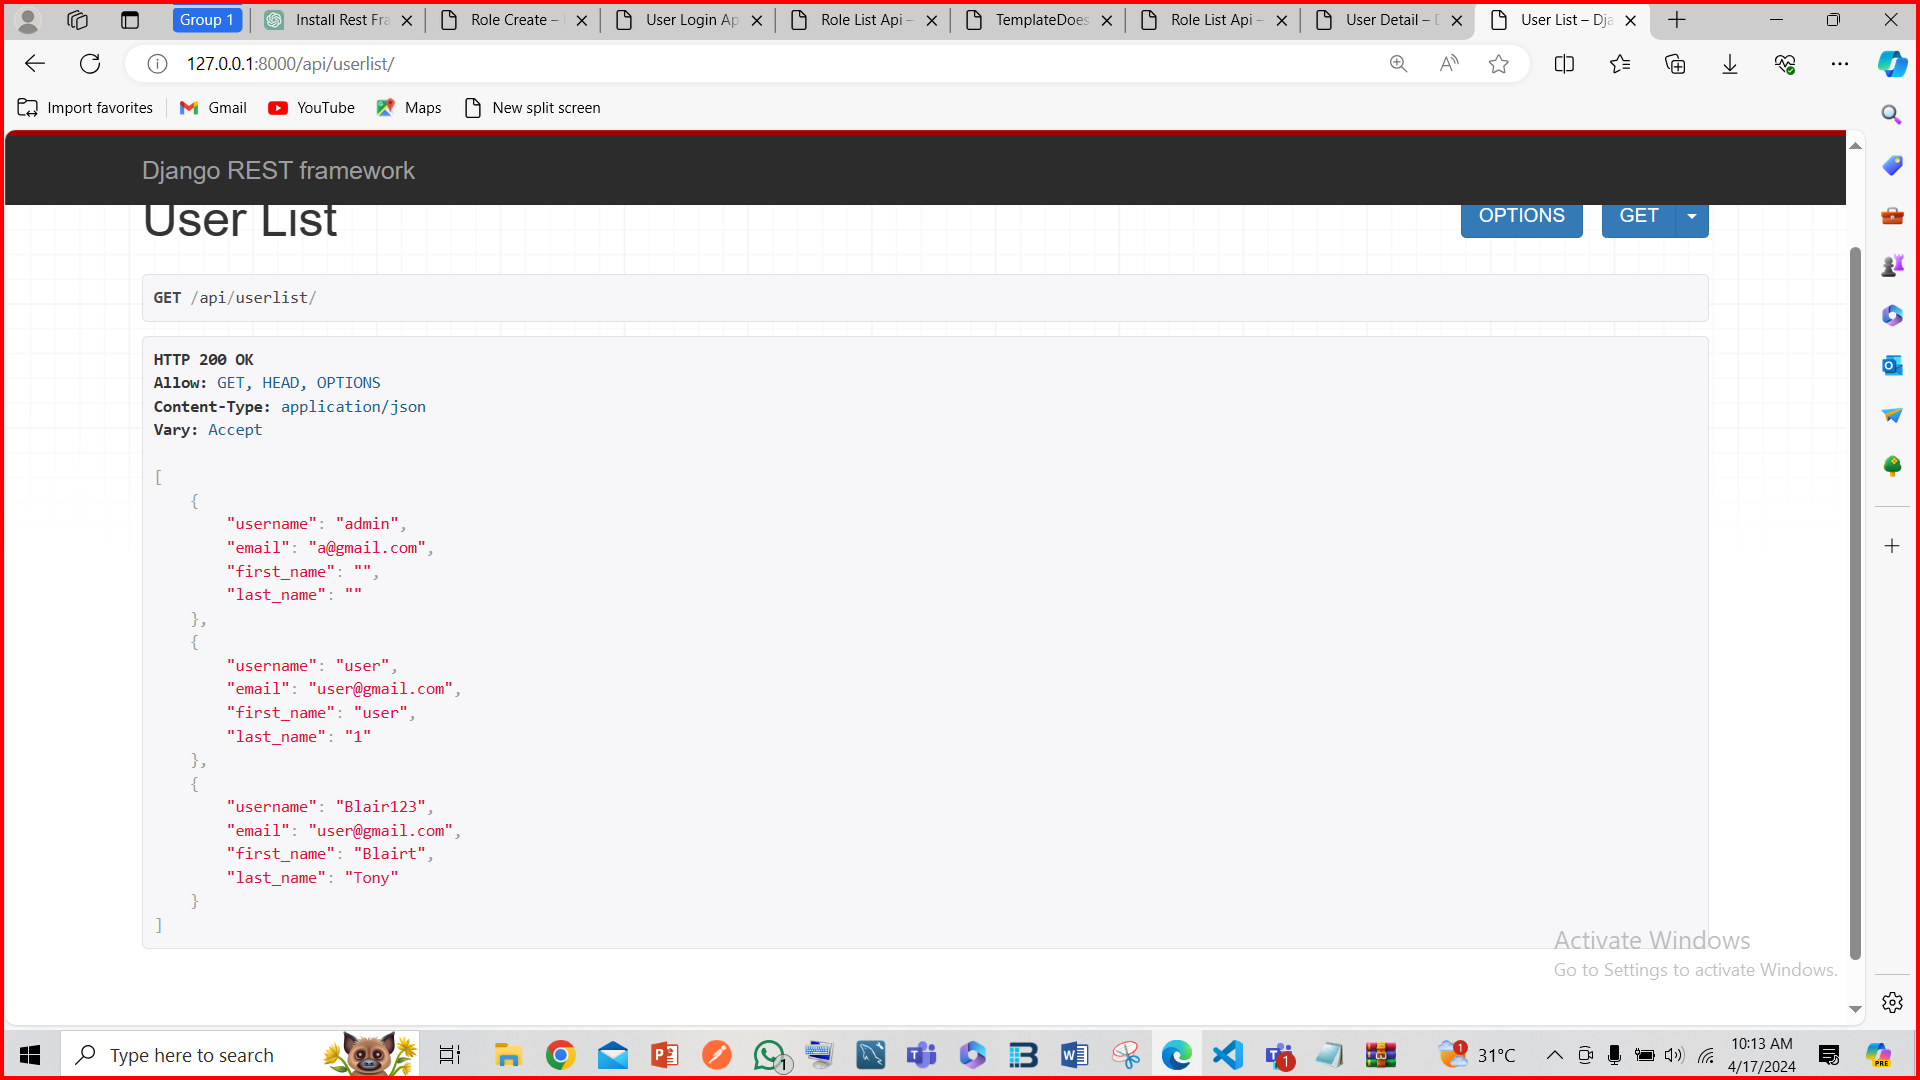 Group 1
Install Rest Fra
Role Create –
User Login Ap
Role List Api –
TemplateDoes
Role List Api –
User Detail – D
User List – Dja
127.0.0.1:8000/api/userlist/
Import favorites
Gmail
YouTube
Maps
New split screen
Django REST framework
User List
OPTIONS
GET
GET /api/userlist/
HTTP 200 OK
Allow: GET, HEAD, OPTIONS
Content-Type: application/json
Vary: Accept
[
{
"username": "admin",
"email": "a@gmail.com",
"first_name": "",
"last_name": ""
},
{
"username": "user",
"email": "user@gmail.com",
"first_name": "user",
"last_name": "1"
},
{
"username": "Blair123",
"email": "user@gmail.com",
"first_name": "Blairt",
"last_name": "Tony"
}
]
Activate Windows
Go to Settings to activate Windows.
Type here to search
1
1
1
31°C
10:13 AM
4/17/2024
PRE